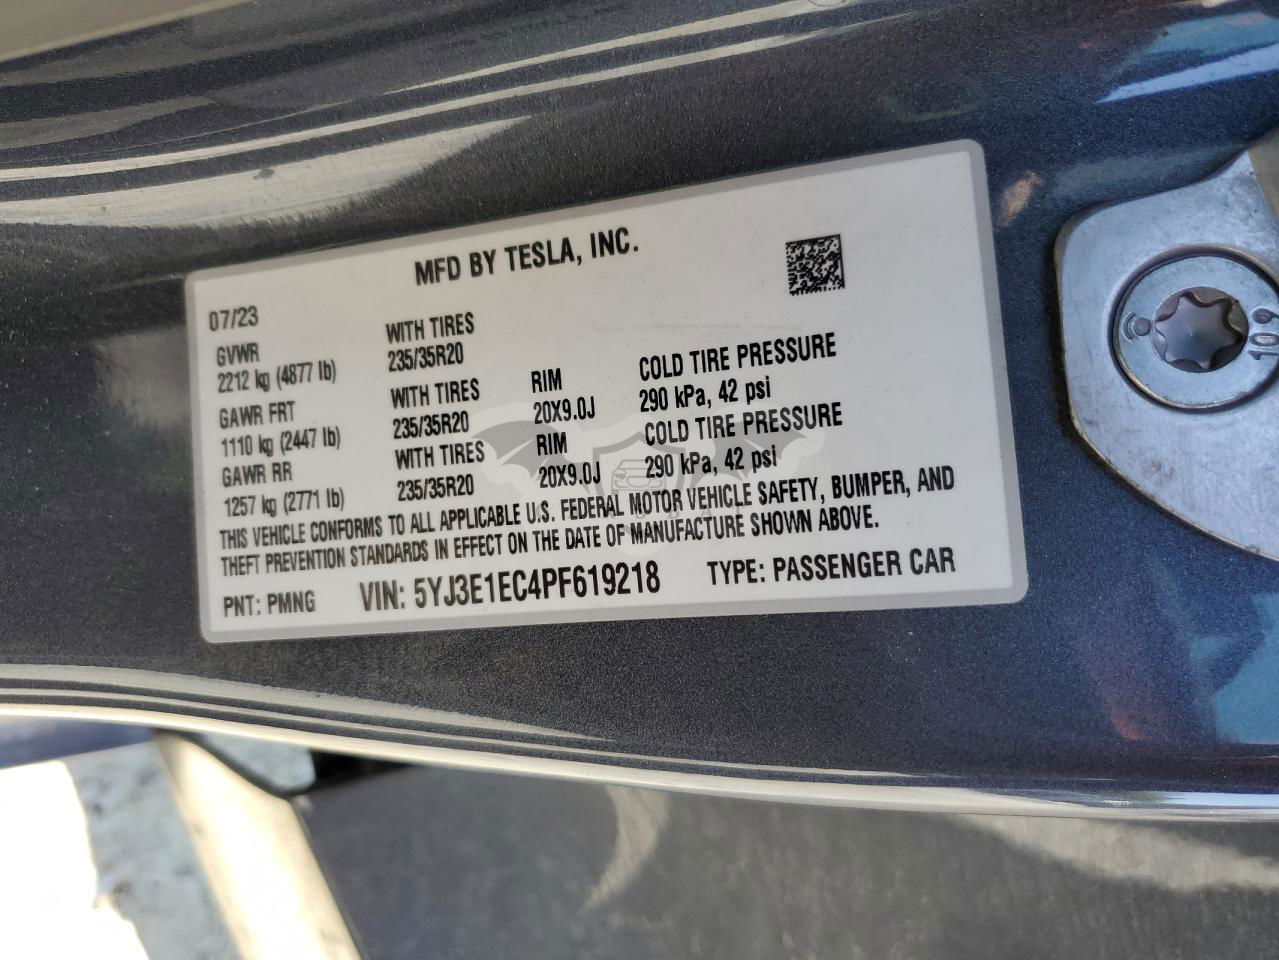 MFD BY TESLA, INC.
07/23
GVWR WITH TIRES
2212 kg (4877 lb) 235/35R20
GAWR FRT WITH TIRES RIM COLD TIRE PRESSURE
1110 kg (2447 lb) 235/35R20 20X9.0J 290 kPa, 42 psi
GAWR RR WITH TIRES RIM COLD TIRE PRESSURE
1257 kg (2771 lb) 235/35R20 20X9.0J 290 kPa, 42 psi
THIS VEHICLE CONFORMS TO ALL APPLICABLE U.S. FEDERAL MOTOR VEHICLE SAFETY, BUMPER, AND
THEFT PREVENTION STANDARDS IN EFFECT ON THE DATE OF MANUFACTURE SHOWN ABOVE.
PNT: PMNG VIN: 5YJ3E1EC4PF619218 TYPE: PASSENGER CAR
10.9